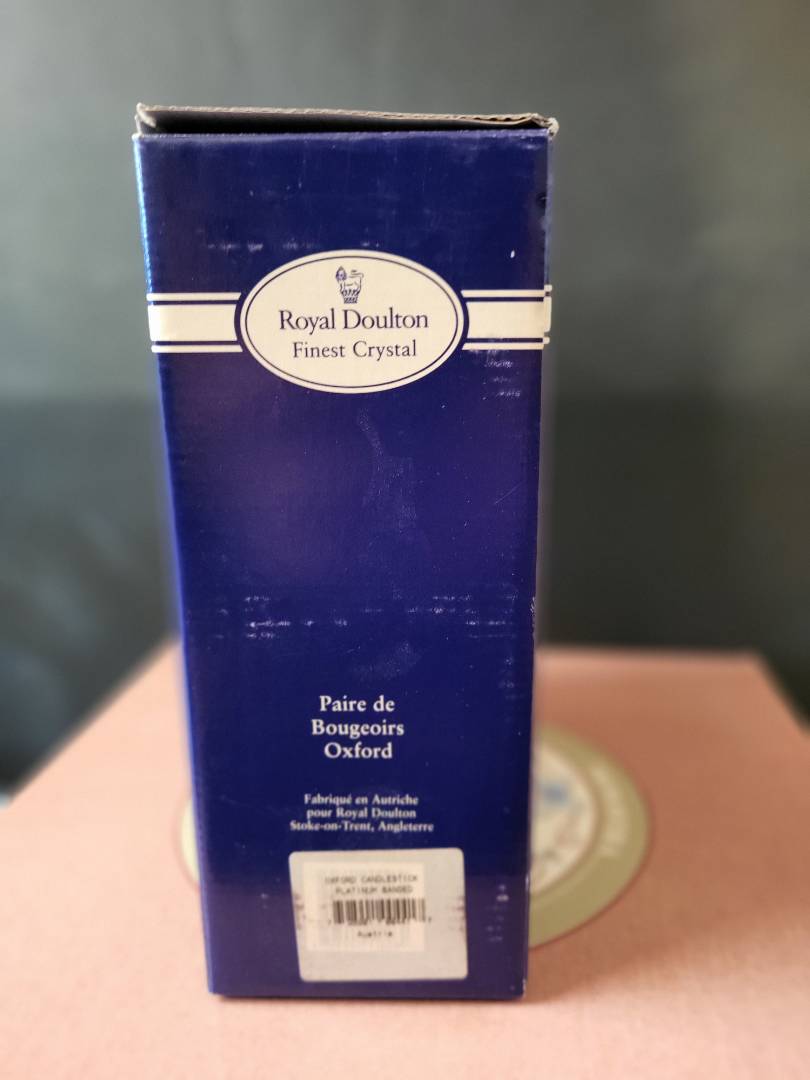 Royal Doulton
Finest Crystal
Paire de
Bougeoirs
Oxford
Fabriqué en Autriche
pour Royal Doulton
Stoke-on-Trent, Angleterre
OXFORD CANDLESTICK
PLATINUM BANDED
Austria